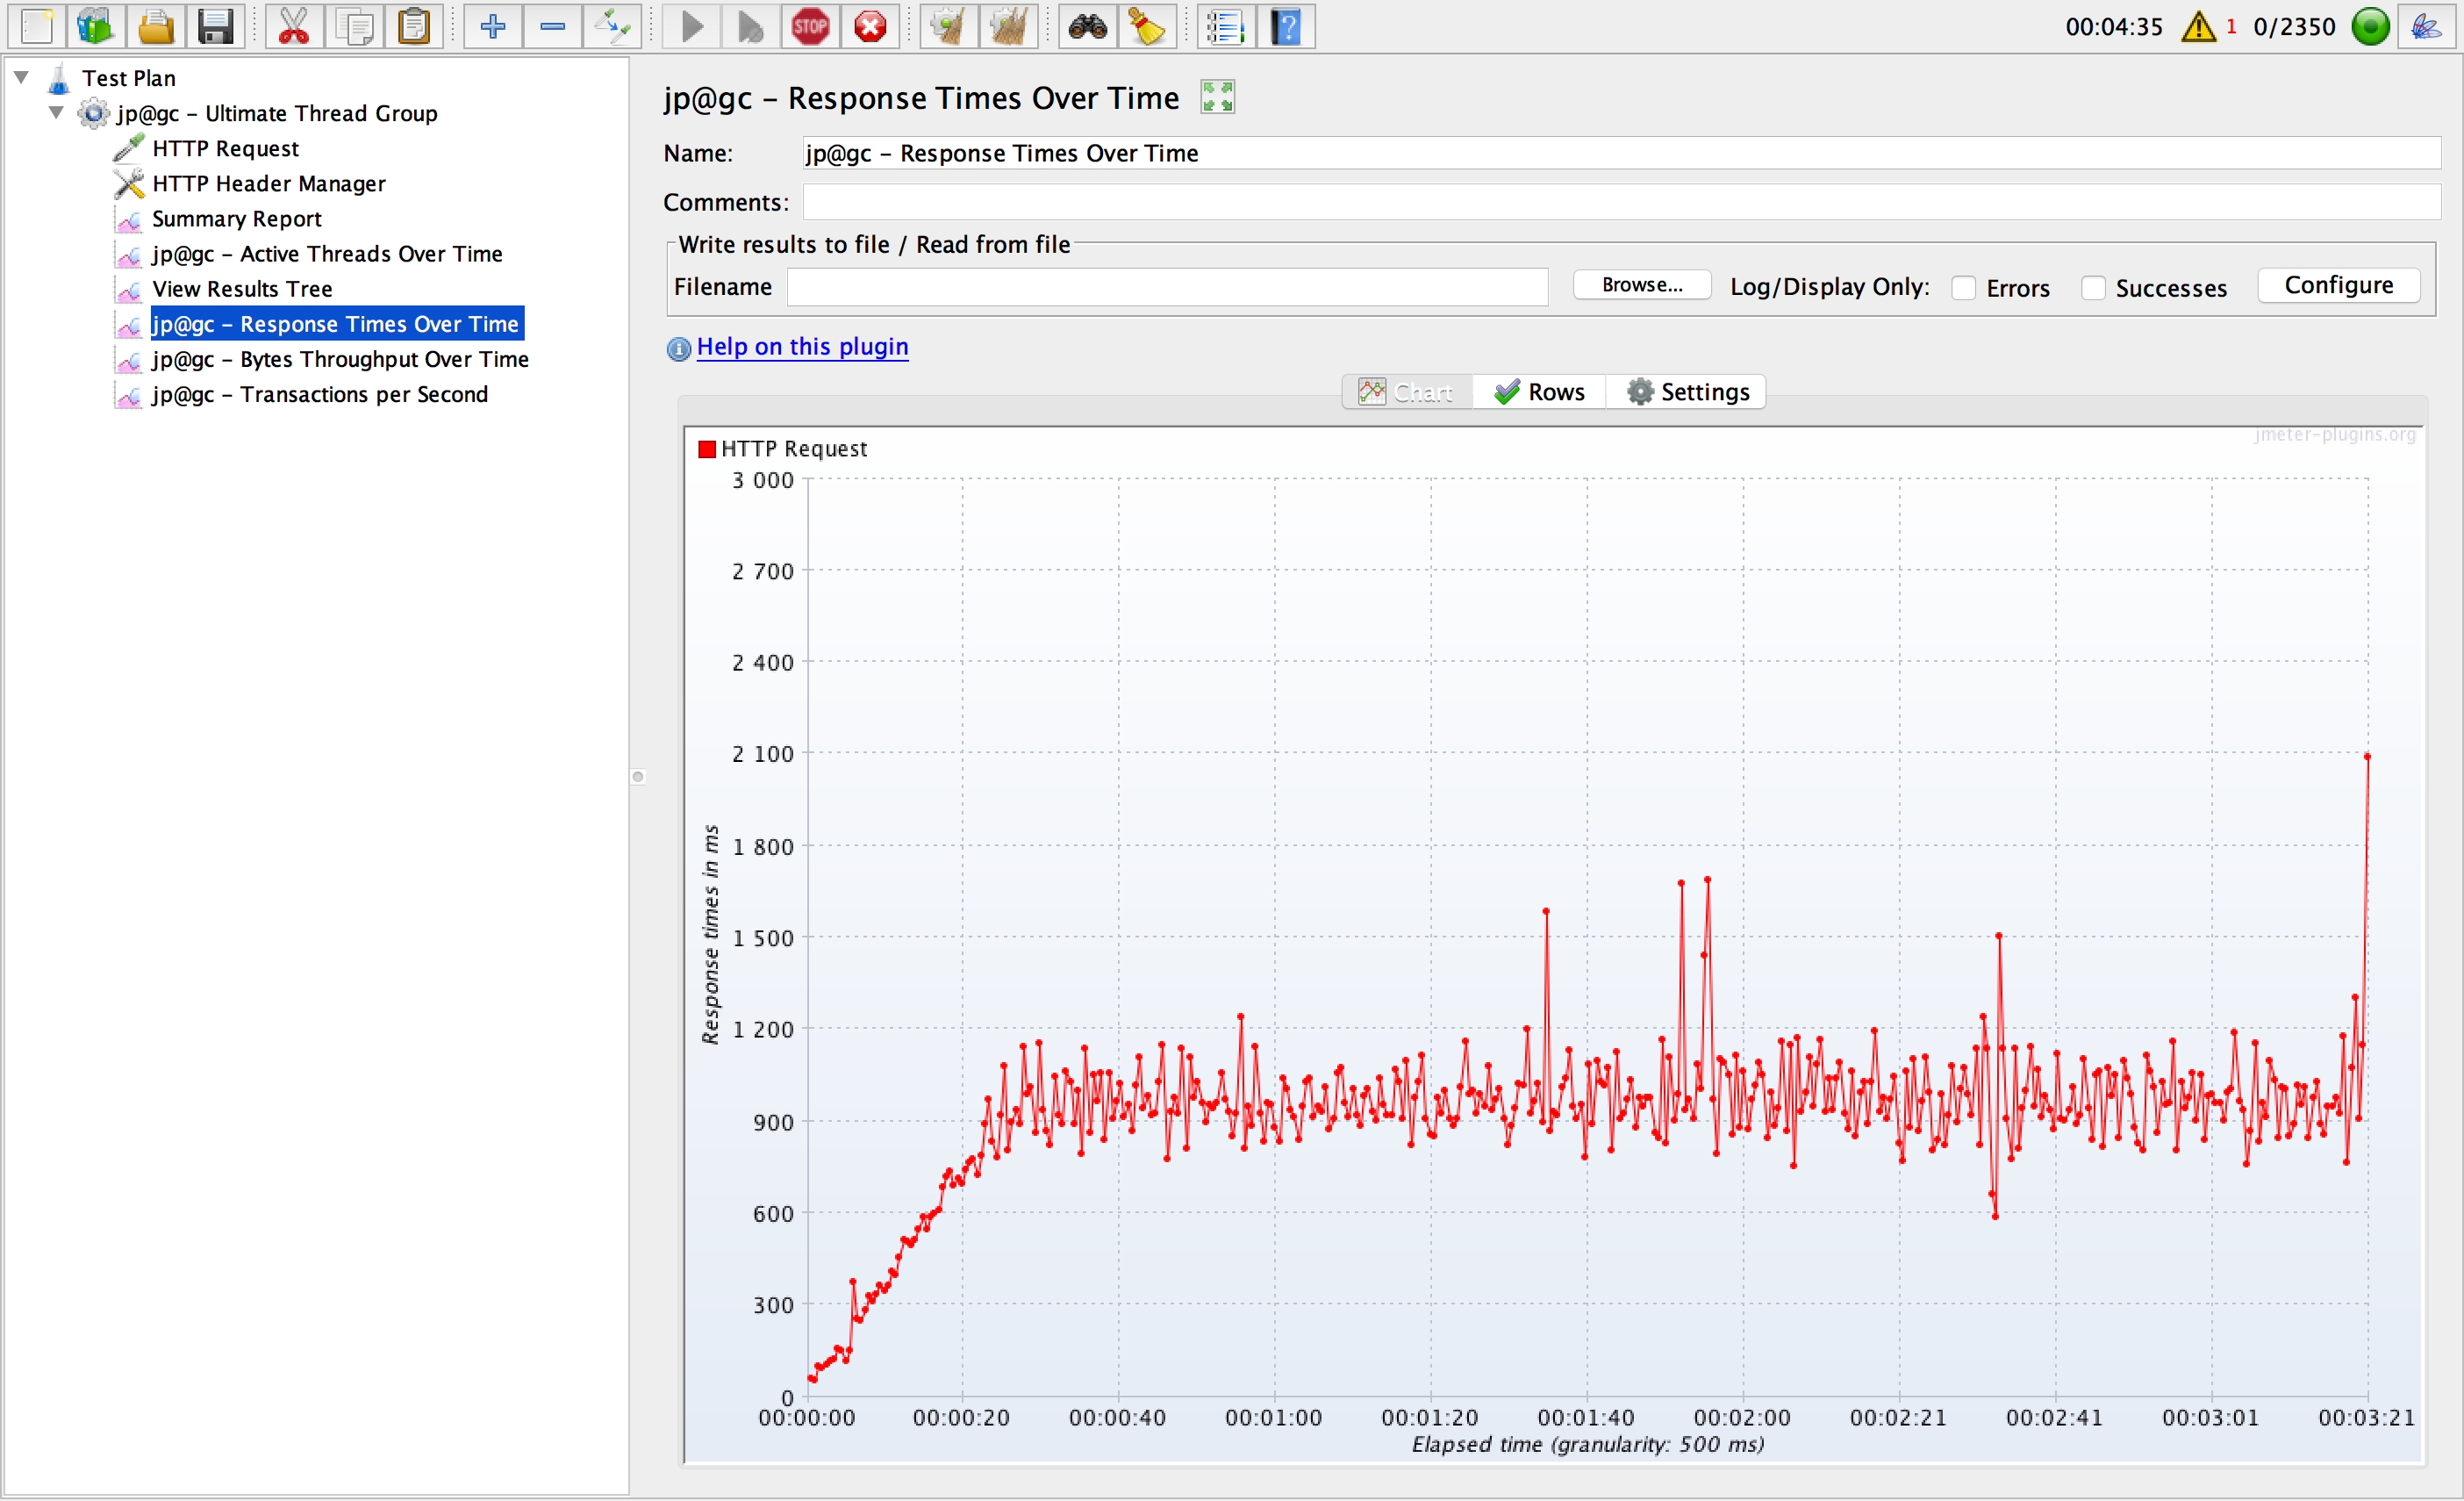 STOP
?
00:04:35 1 0/2350
Test Plan
jp@gc – Ultimate Thread Group
HTTP Request
HTTP Header Manager
Summary Report
jp@gc – Active Threads Over Time
View Results Tree
jp@gc – Response Times Over Time
jp@gc – Bytes Throughput Over Time
jp@gc – Transactions per Second
jp@gc – Response Times Over Time
Name: jp@gc – Response Times Over Time
Comments:
Write results to file / Read from file
Filename Browse... Log/Display Only: Errors Successes Configure
i Help on this plugin
Chart Rows Settings
HTTP Request
jmeter-plugins.org
3 000
2 700
2 400
2 100
1 800
1 500
1 200
900
600
300
0
Response times in ms
00:00:00 00:00:20 00:00:40 00:01:00 00:01:20 00:01:40 00:02:00 00:02:21 00:02:41 00:03:01 00:03:21
Elapsed time (granularity: 500 ms)